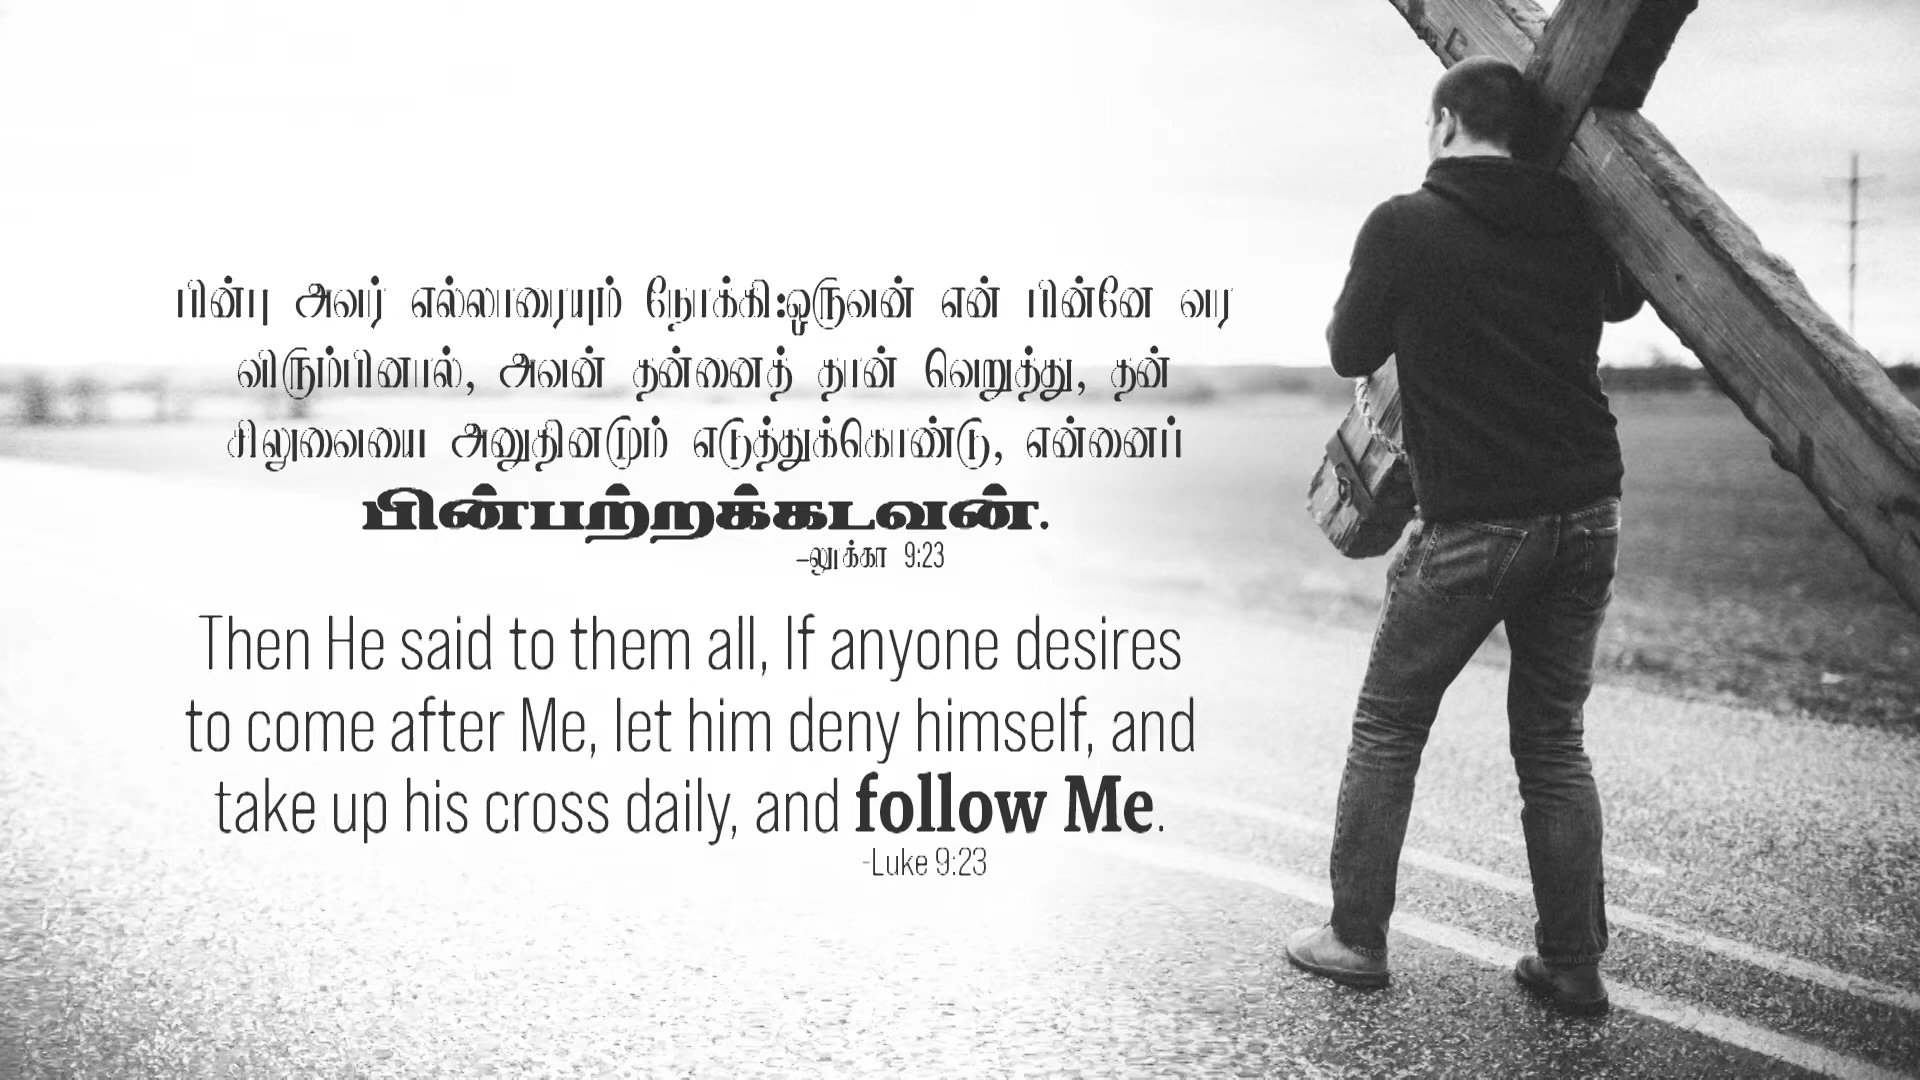 பின்பு அவர் எல்லாரையும் நோக்கி:ஒருவன் என் பின்னே வர
விரும்பினால், அவன் தன்னைத் தான் வெறுத்து, தன்
சிலுவையை அனுதினமும் எடுத்துக்கொண்டு, என்னைப்
பின்பற்றக்கடவன்.
-லுக்கா 9:23
Then He said to them all, If anyone desires
to come after Me, let him deny himself, and
take up his cross daily, and follow Me.
-Luke 9:23